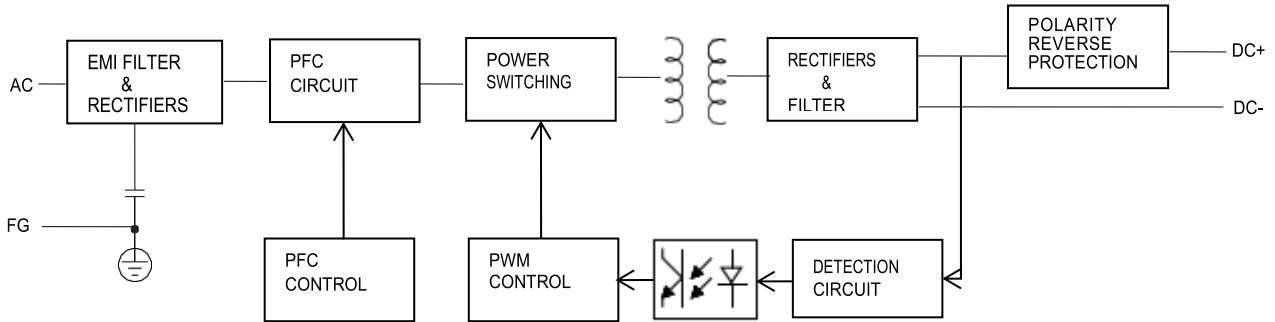 AC
EMI FILTER
&
RECTIFIERS
PFC
CIRCUIT
POWER
SWITCHING
RECTIFIERS
&
FILTER
POLARITY
REVERSE
PROTECTION
DC+
DC-
FG
PFC
CONTROL
PWM
CONTROL
DETECTION
CIRCUIT